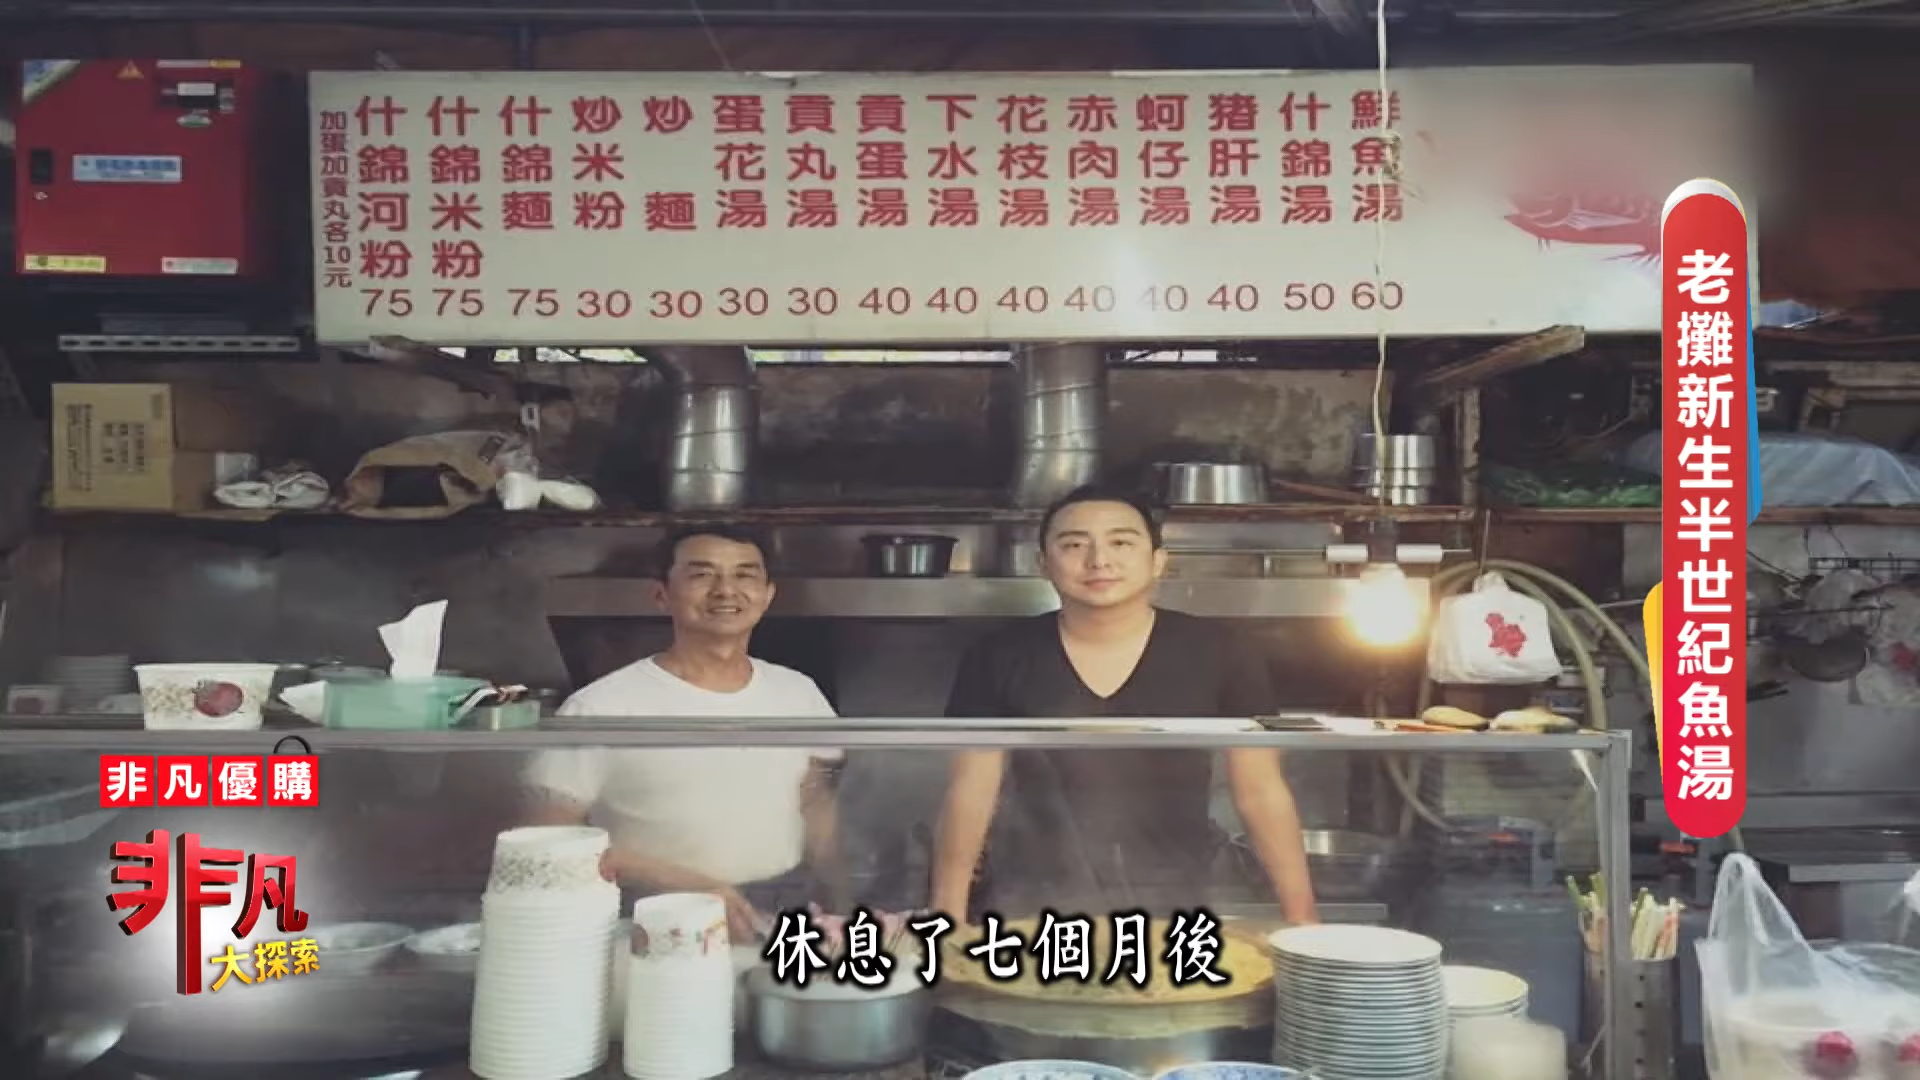 鮮魚湯 60
什錦湯 50
猪肝湯 40
蚵仔湯 40
赤肉湯 40
花枝湯 40
下水湯 40
貢蛋湯 40
貢丸湯 30
蛋花湯 30
炒麵 30
炒米粉 30
什錦麵 75
什錦米粉 75
什錦河粉 75
加蛋加貢丸各10元
老攤新生半世紀魚湯
非凡優購
非凡
大探索
休息了七個月後